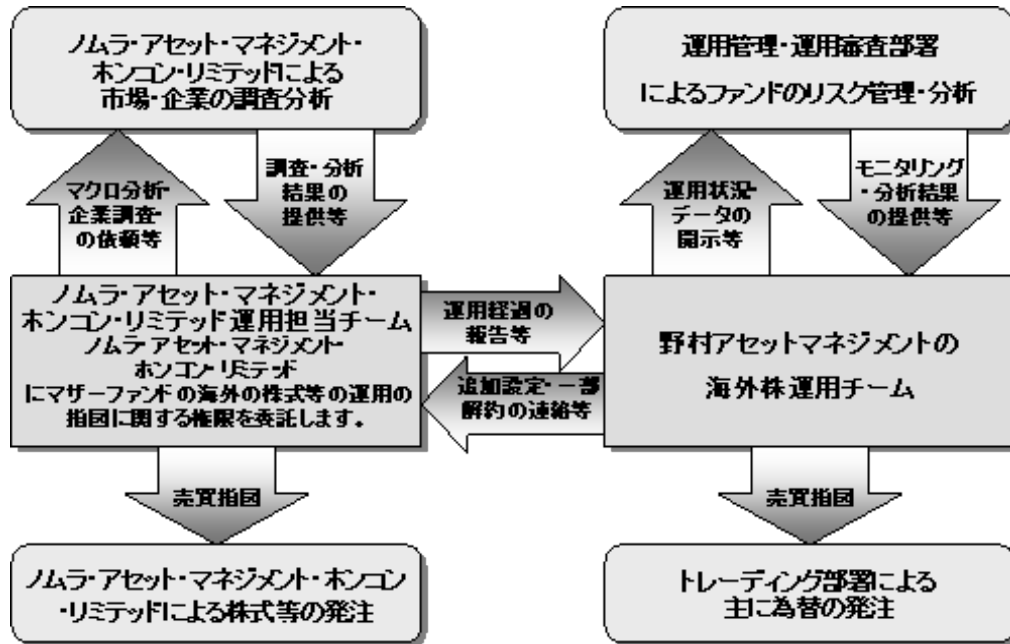 ノムラ・アセット・マネジメント・
ホンコン・リミテッドによる
市場・企業の調査分析
運用管理・運用審査部署
によるファンドのリスク管理・分析
マクロ分析・
企業調査・
の依頼等
調査・分析
結果の
提供等
運用状況・
データの
開示等
モニタリング
・分析結果
の提供等
ノムラ・アセット・マネジメント・
ホンコン・リミテッド運用担当チーム
ノムラ・アセット・マネジメント・
ホンコン・リミテッド
にマザーファンドの海外の株式等の運用の
指図に関する権限を委託します。
運用経過の
報告等
追加設定・一部
解約の連絡等
野村アセットマネジメントの
海外株運用チーム
売買指図
売買指図
ノムラ・アセット・マネジメント・ホンコン
・リミテッドによる株式等の発注
トレーディング部署による
主に為替の発注